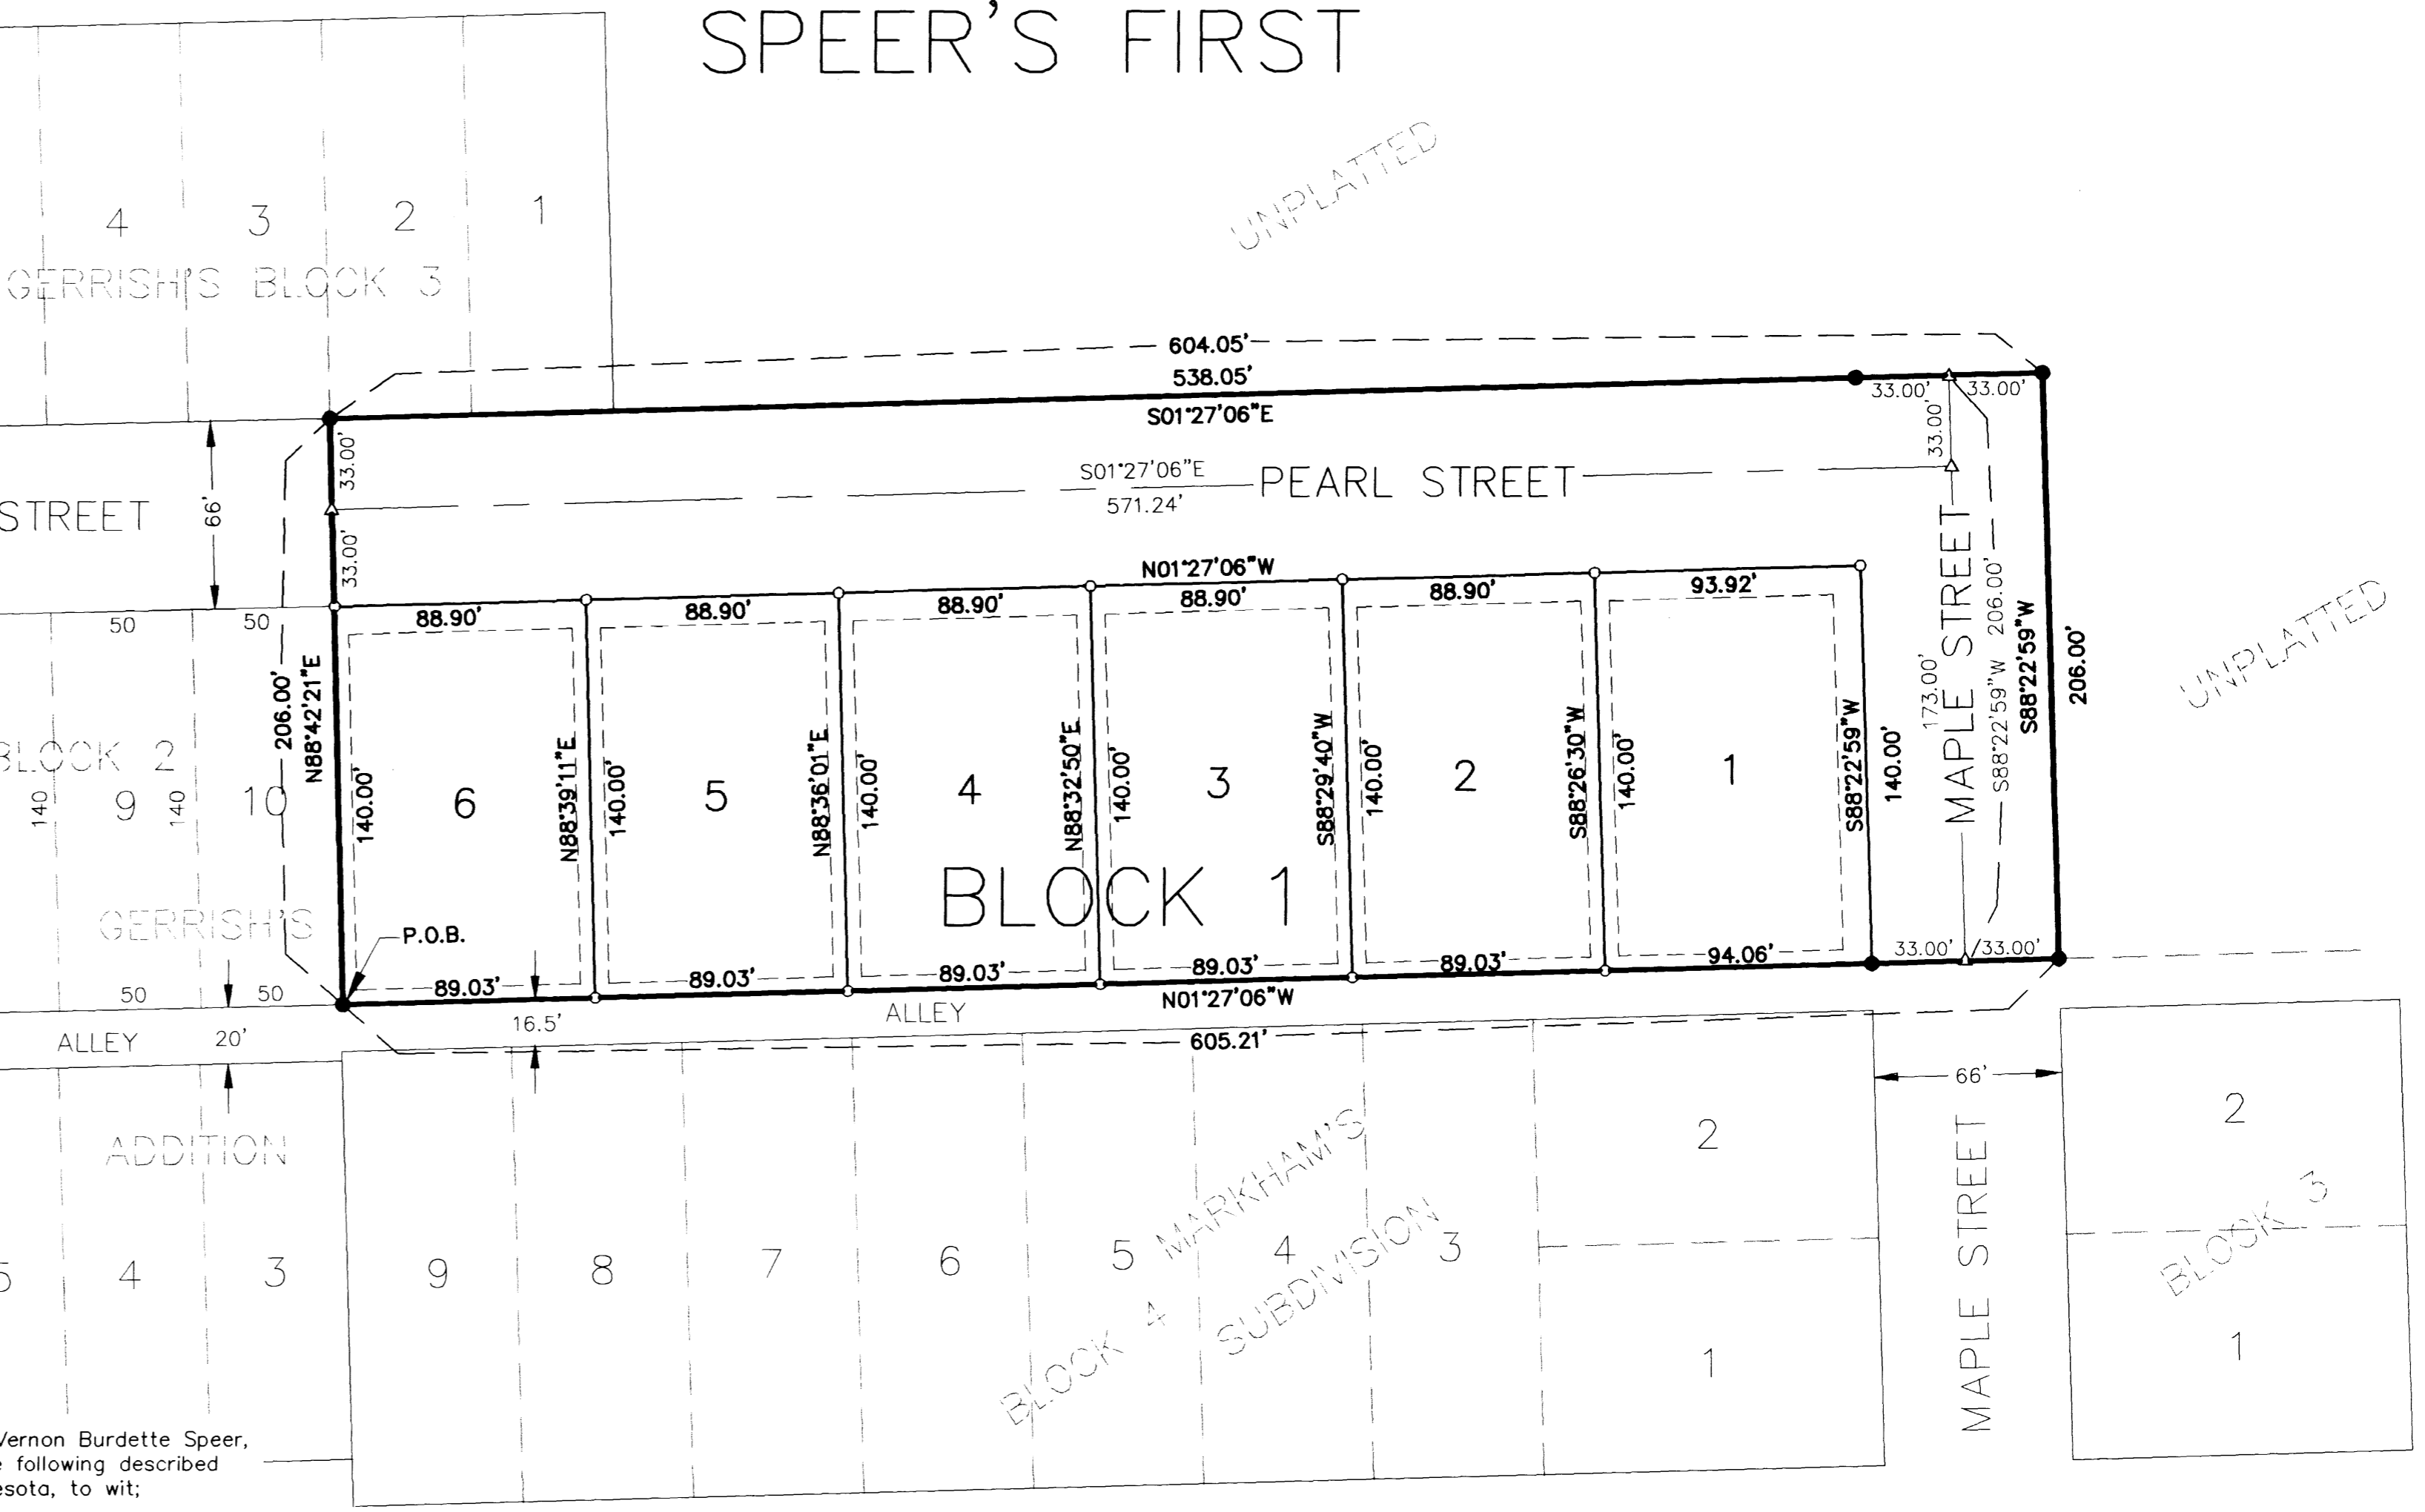 SPEER'S FIRST
UNPLATTED
4 3 2 1
GERRISH'S BLOCK 3
604.05'
538.05'
S01°27'06"E
33.00' 33.00'
33.00'
33.00'
S01°27'06"E
571.24'
PEARL STREET
STREET
66'
33.00'
N01°27'06"W
88.90' 88.90' 88.90' 88.90' 88.90' 93.92'
50 50
206.00'
N88°42'21"E
140.00'
N88°39'11"E
140.00'
N88°36'01"E
140.00'
N88°32'50"E
140.00'
S88°29'40"W
140.00'
S88°26'30"W
140.00'
S88°22'59"W
140.00'
173.00'
MAPLE STREET
S88°22'59"W 206.00'
S88°22'59"W
206.00'
UNPLATTED
BLOCK 2
140 9 140 10
6 5 4 3 2 1
BLOCK 1
GERRISH'S
P.O.B.
50 50
89.03' 89.03' 89.03' 89.03' 89.03' 94.06'
33.00' 33.00'
N01°27'06"W
ALLEY
16.5'
ALLEY 20'
605.21'
66'
ADDITION
5 4 3
9 8 7 6 5 4 3
2
1
MARKHAM'S
SUBDIVISION
BLOCK 4
MAPLE STREET
2
BLOCK 3
1
Vernon Burdette Speer,
following described
esota, to wit;